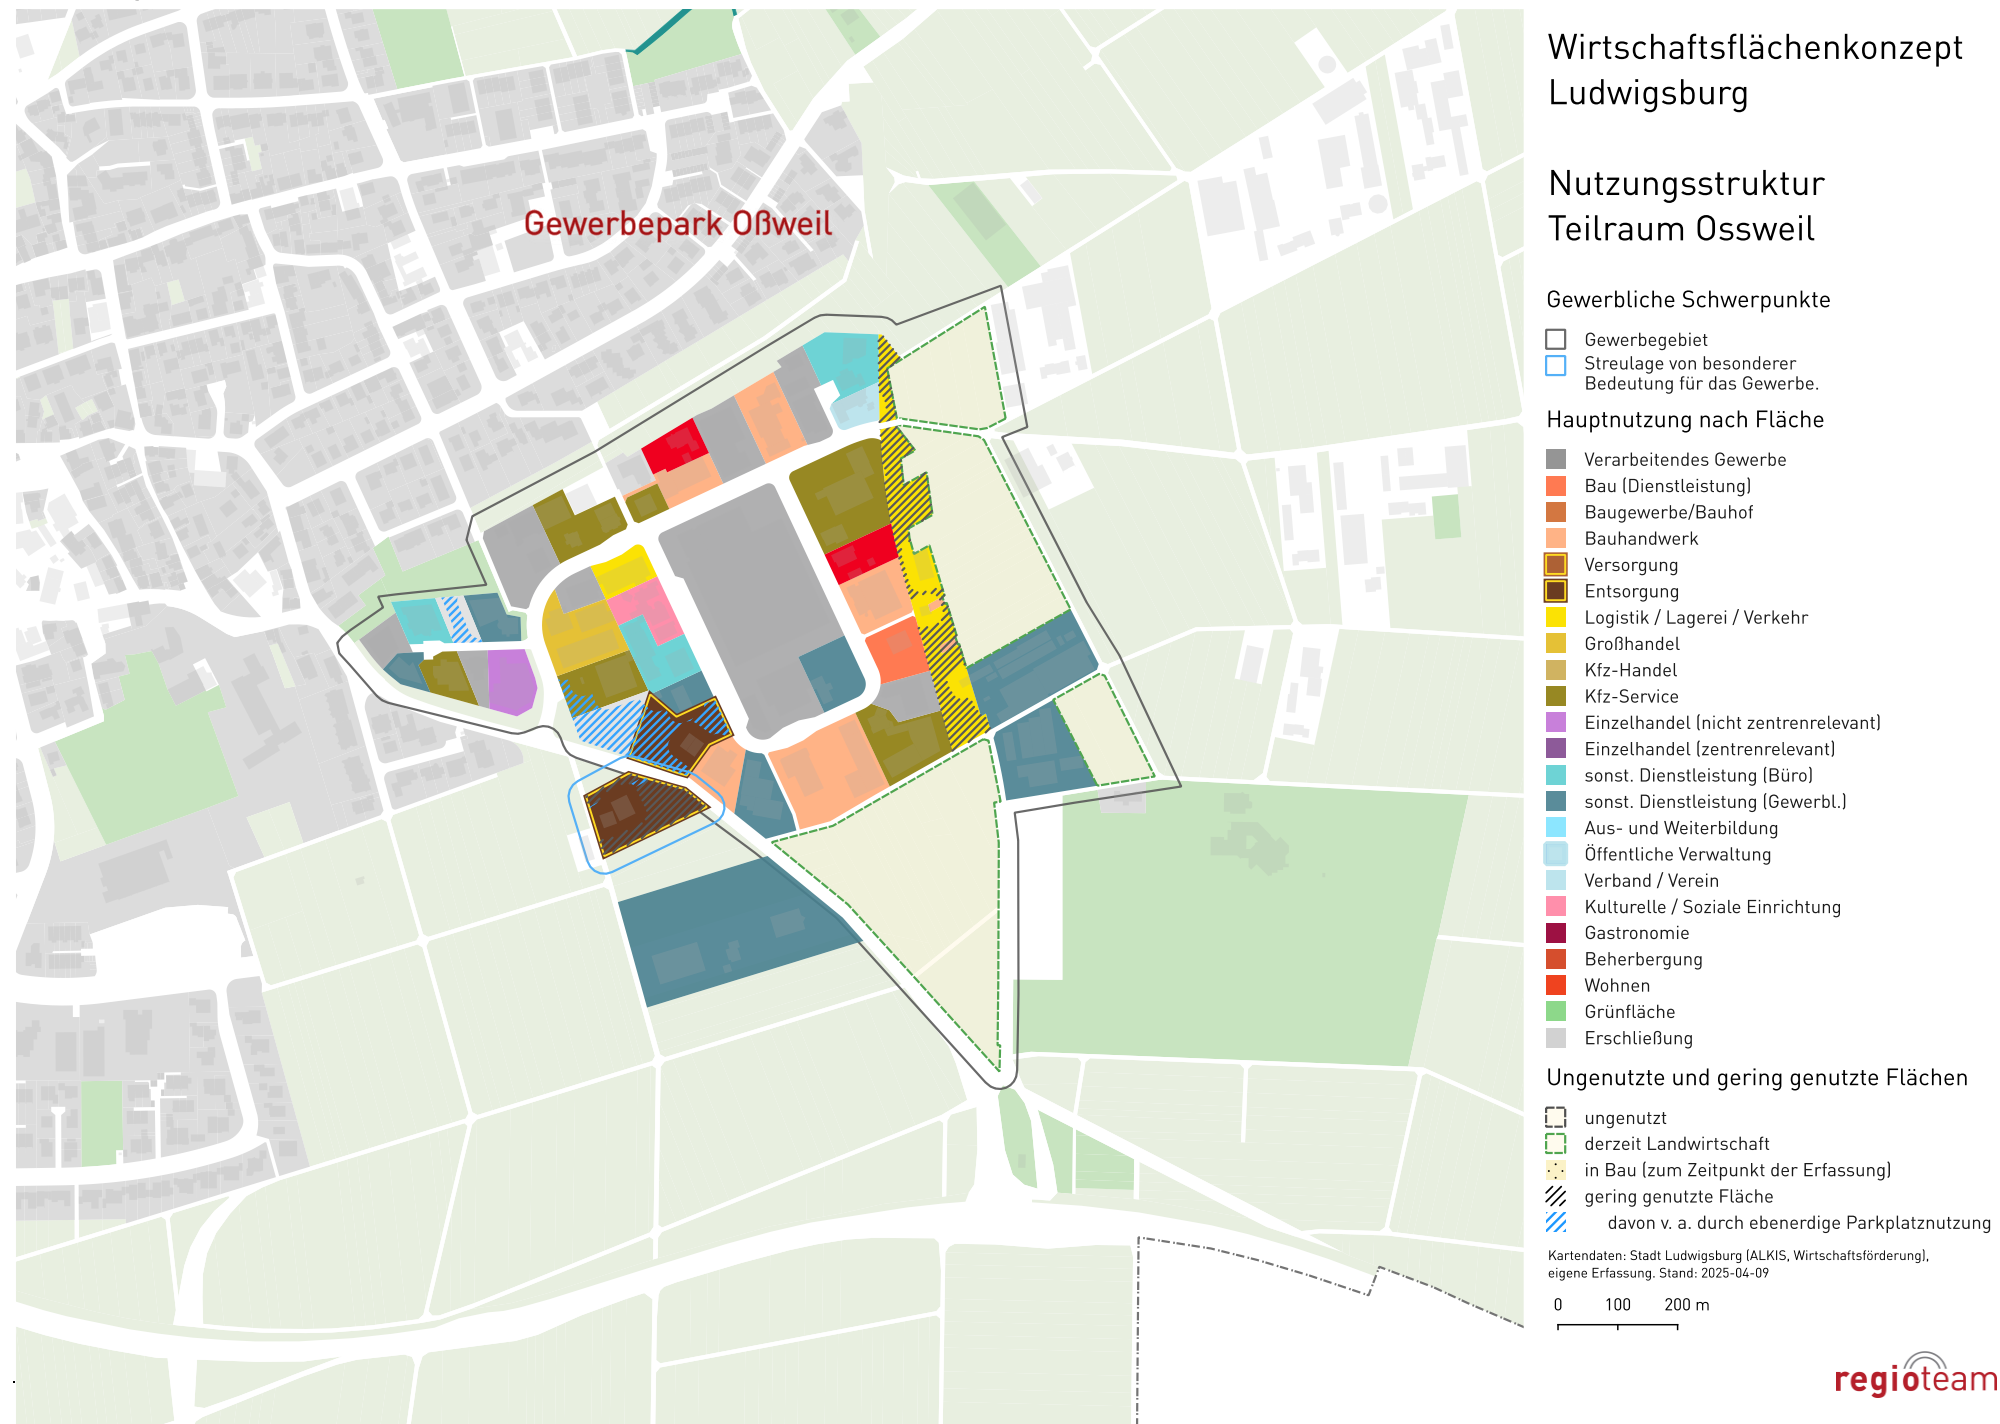 Wirtschaftsflächenkonzept
Ludwigsburg
Nutzungsstruktur
Teilraum Ossweil
Gewerbepark Oßweil
Gewerbliche Schwerpunkte
Gewerbegebiet
Streulage von besonderer
Bedeutung für das Gewerbe.
Hauptnutzung nach Fläche
Verarbeitendes Gewerbe
Bau (Dienstleistung)
Baugewerbe/Bauhof
Bauhandwerk
Versorgung
Entsorgung
Logistik / Lagerei / Verkehr
Großhandel
Kfz-Handel
Kfz-Service
Einzelhandel (nicht zentrenrelevant)
Einzelhandel (zentrenrelevant)
sonst. Dienstleistung (Büro)
sonst. Dienstleistung (Gewerbl.)
Aus- und Weiterbildung
Öffentliche Verwaltung
Verband / Verein
Kulturelle / Soziale Einrichtung
Gastronomie
Beherbergung
Wohnen
Grünfläche
Erschließung
Ungenutzte und gering genutzte Flächen
ungenutzt
derzeit Landwirtschaft
in Bau (zum Zeitpunkt der Erfassung)
gering genutzte Fläche
davon v. a. durch ebenerdige Parkplatznutzung
Kartendaten: Stadt Ludwigsburg (ALKIS, Wirtschaftsförderung),
eigene Erfassung. Stand: 2025-04-09
0 100 200 m
regioteam